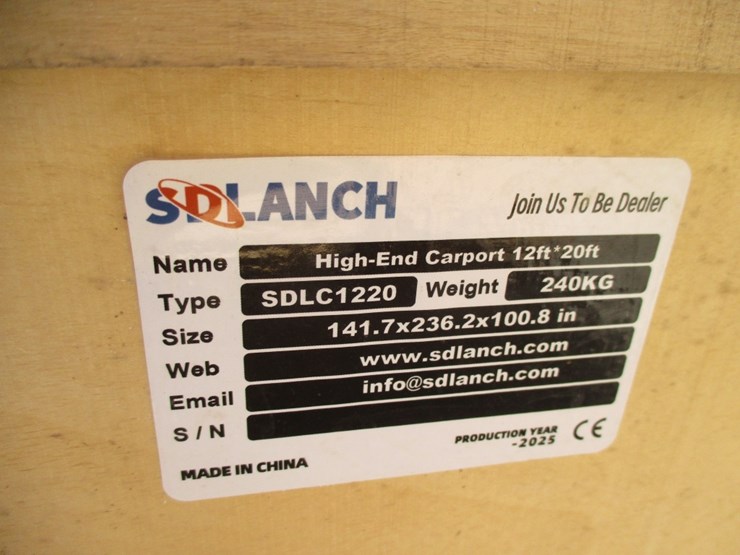 SDLANCH
Join Us To Be Dealer
Name High-End Carport 12ft*20ft
Type SDLC1220 Weight 240KG
Size 141.7x236.2x100.8 in
Web www.sdlanch.com
Email info@sdlanch.com
S/N
PRODUCTION YEAR
-2025
CE
MADE IN CHINA